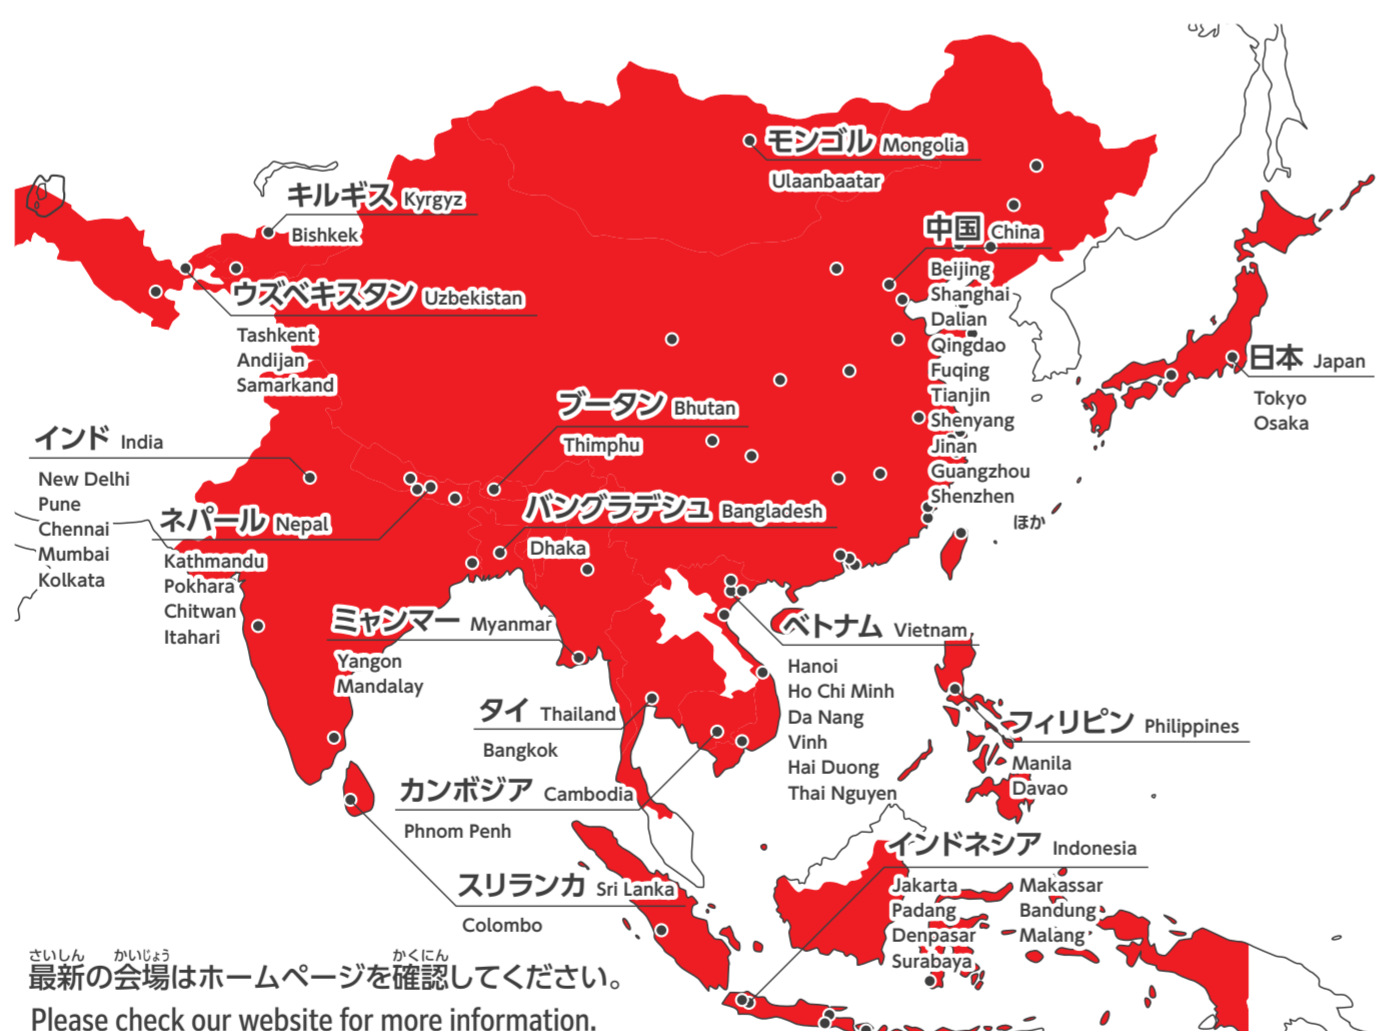 モンゴル Mongolia
Ulaanbaatar
キルギス Kyrgyz
Bishkek
中国 China
Beijing
Shanghai
Dalian
Qingdao
Fuqing
Tianjin
Shenyang
Jinan
Guangzhou
Shenzhen
ほか
ウズベキスタン Uzbekistan
Tashkent
Andijan
Samarkand
日本 Japan
Tokyo
Osaka
ブータン Bhutan
Thimphu
インド India
New Delhi
Pune
Chennai
Mumbai
Kolkata
バングラデシュ Bangladesh
Dhaka
ネパール Nepal
Kathmandu
Pokhara
Chitwan
Itahari
ミャンマー Myanmar
Yangon
Mandalay
ベトナム Vietnam
Hanoi
Ho Chi Minh
Da Nang
Vinh
Hai Duong
Thai Nguyen
タイ Thailand
Bangkok
フィリピン Philippines
Manila
Davao
カンボジア Cambodia
Phnom Penh
インドネシア Indonesia
Jakarta Makassar
Padang Bandung
Denpasar Malang
Surabaya
スリランカ Sri Lanka
Colombo
さいしん かいじょう かくにん
最新の会場はホームページを確認してください。
Please check our website for more information.